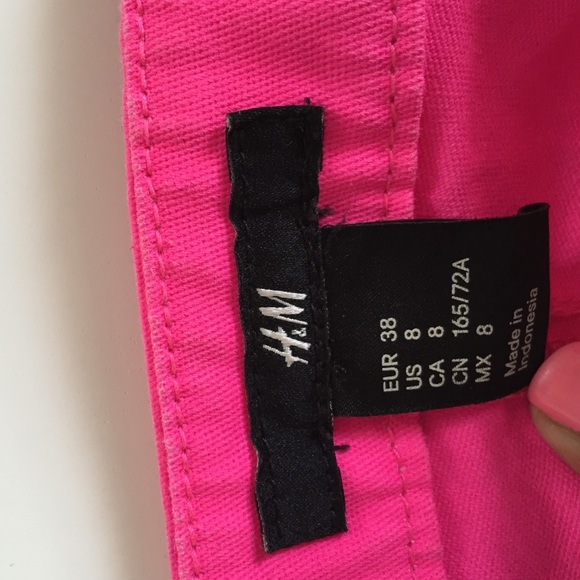 H&M
EUR 38
US 8
CA 8
CN 165/72A
MX 8
Made in
Indonesia